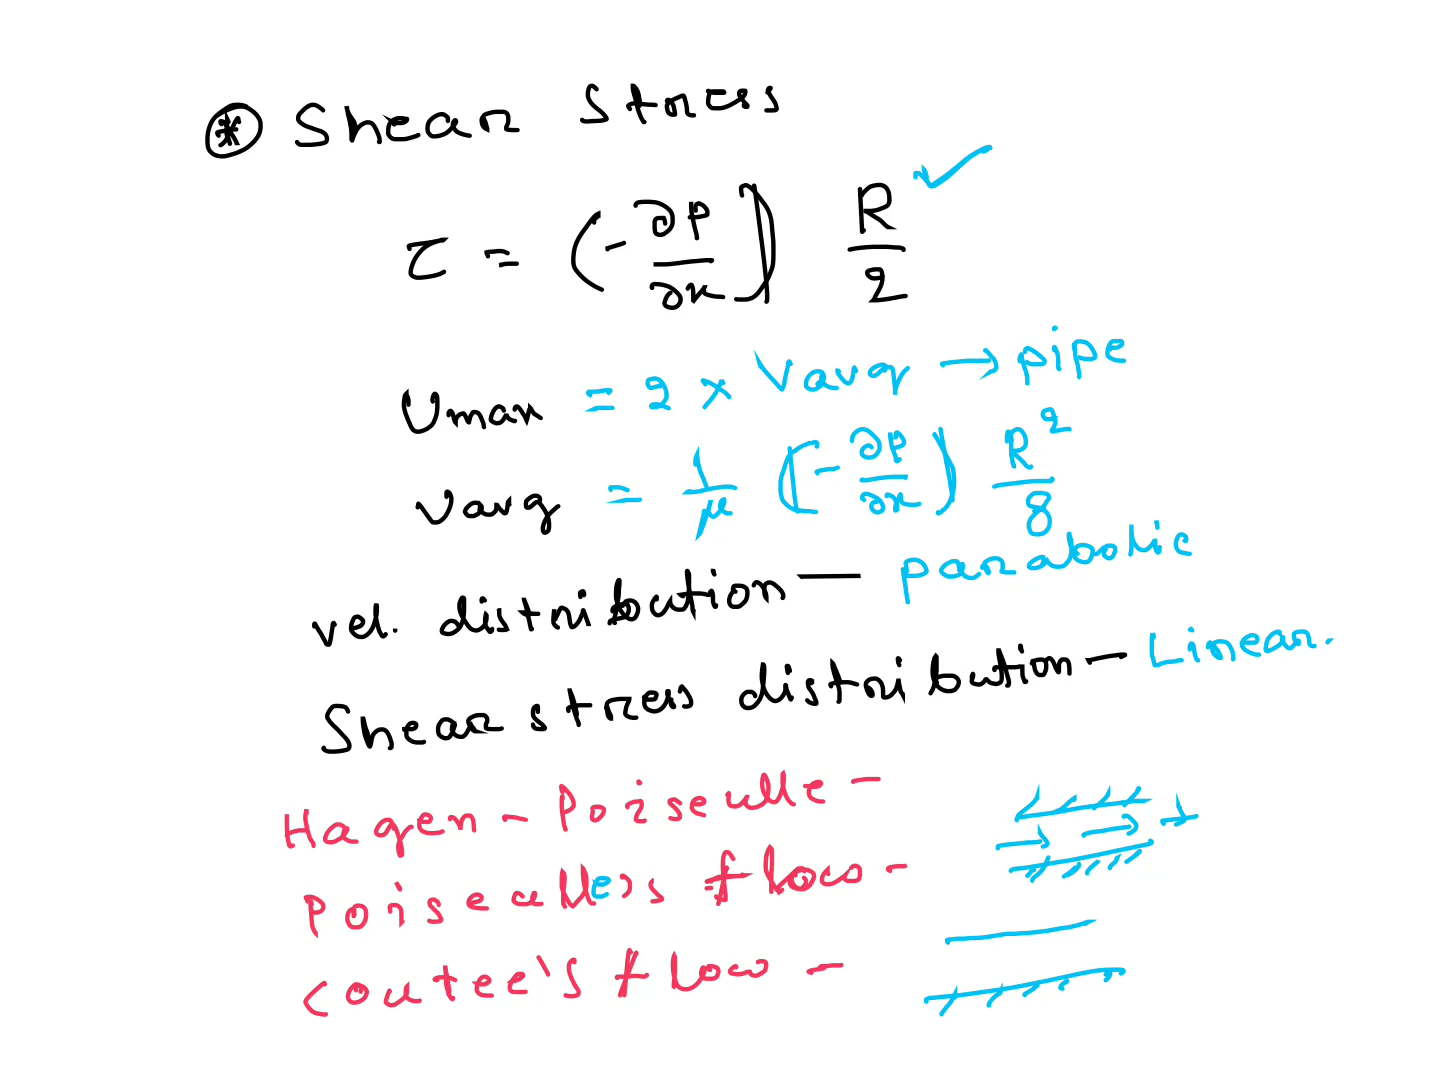 ⊛ Shear Stress
τ = (-∂p/∂x) R/2 ✓
Umax = 2 × Vavg → pipe
Vavg = 1/μ (-∂p/∂x) R²/8
vel. distribution — parabolic
Shear stress distribution — Linear.
Hagen - Poiseulle -
Poiseulle's flow -
Coutee's flow -